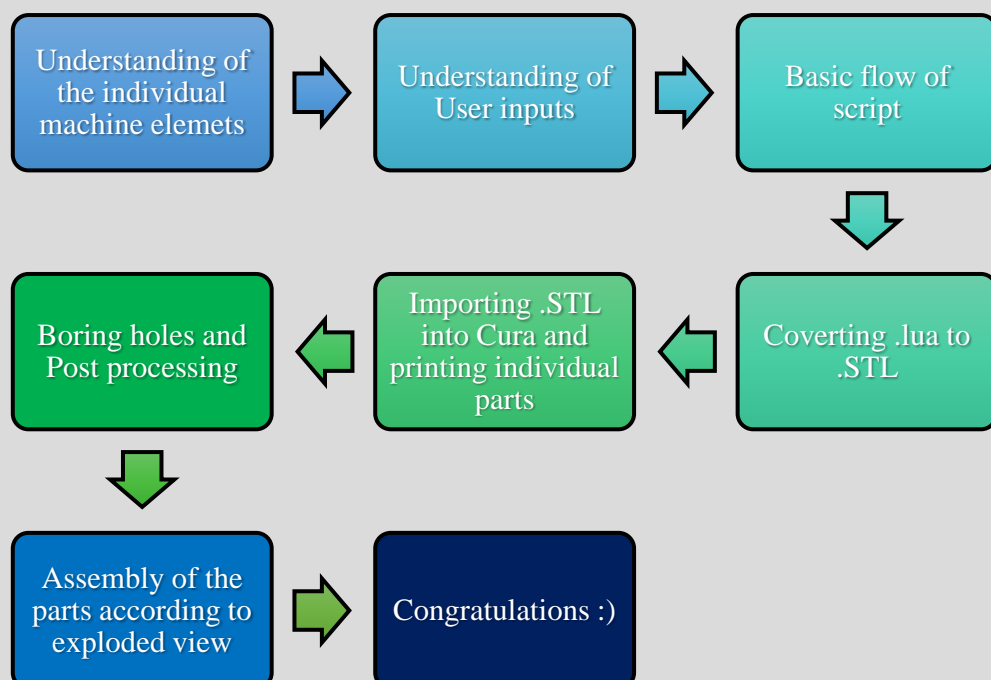 Understanding of
the individual
machine elemets
Understanding of
User inputs
Basic flow of
script
Coverting .lua to
.STL
Importing .STL
into Cura and
printing individual
parts
Boring holes and
Post processing
Assembly of the
parts according to
exploded view
Congratulations :)